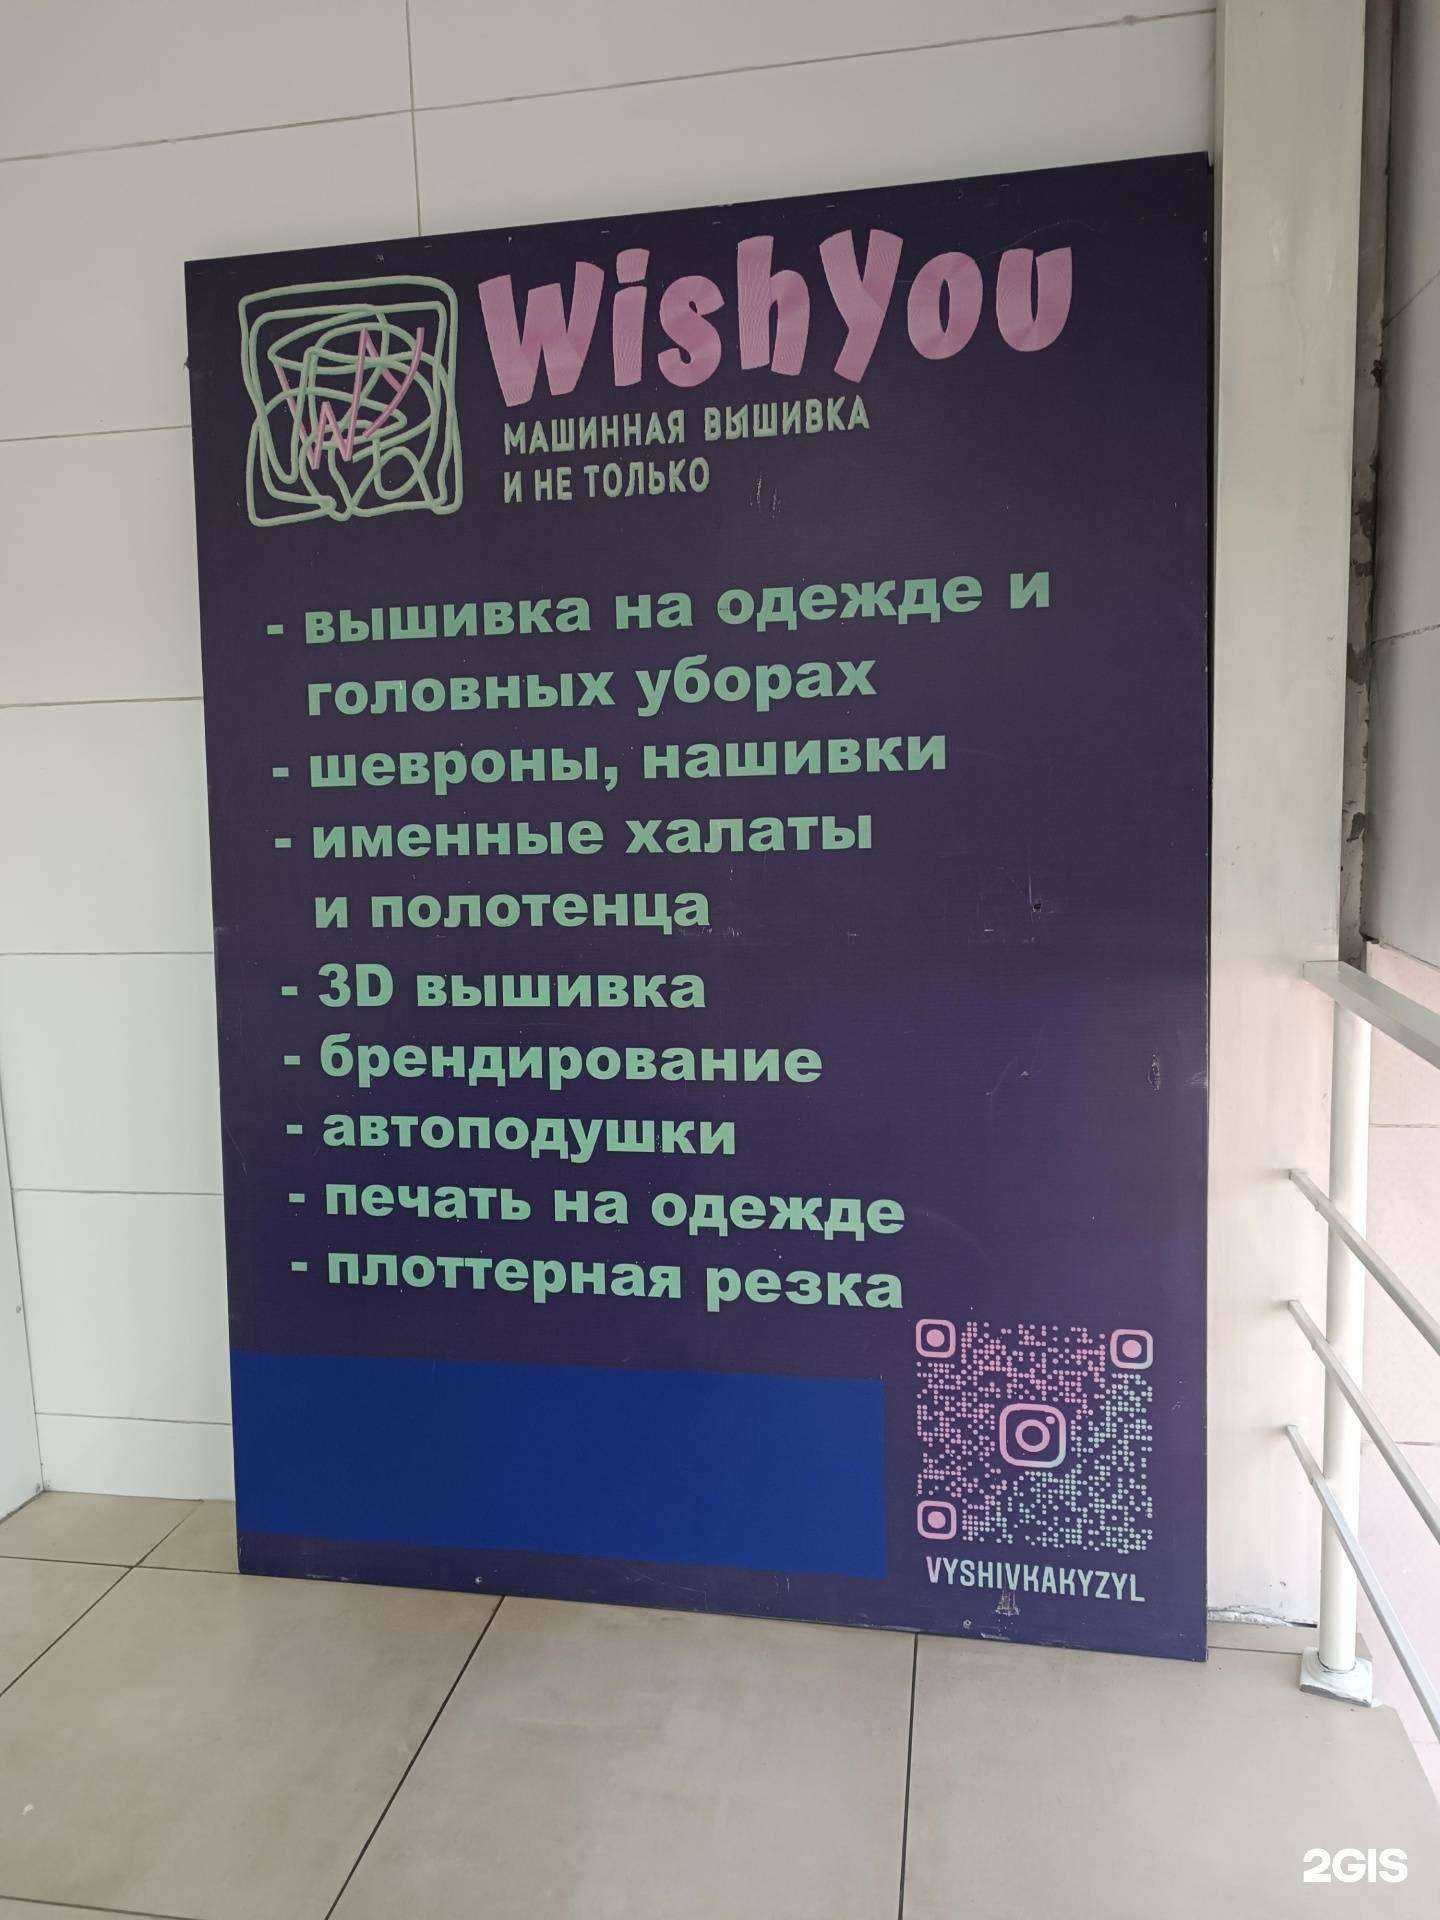 WishYou
МАШИННАЯ ВЫШИВКА
И НЕ ТОЛЬКО
- вышивка на одежде и
головных уборах
- шевроны, нашивки
- именные халаты
и полотенца
- 3D вышивка
- брендирование
- автоподушки
- печать на одежде
- плоттерная резка
VYSHIVKAKYZYL
2GIS